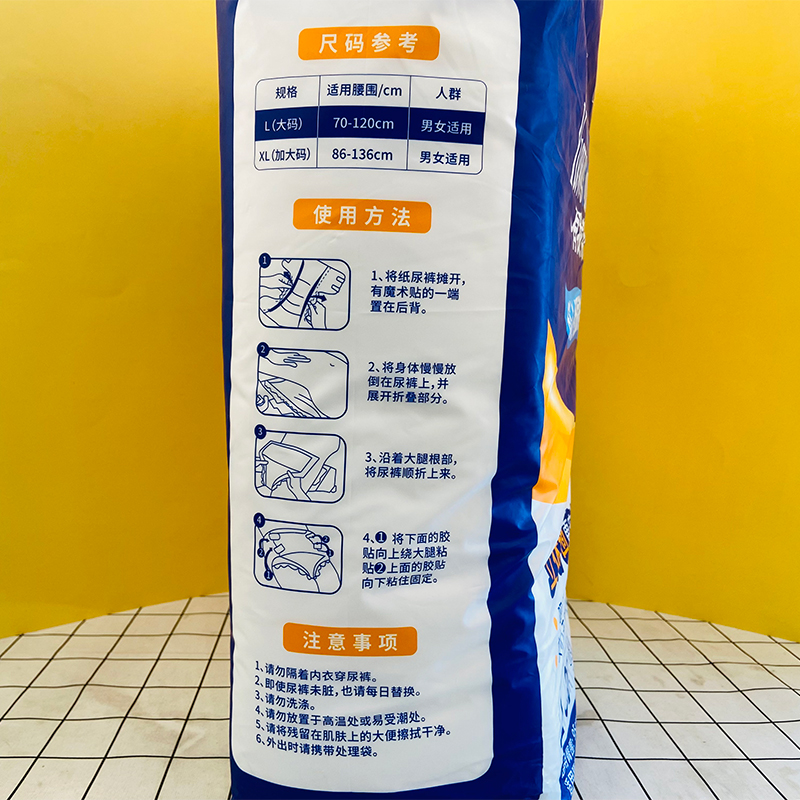 尺码参考
规格 适用腰围/cm 人群
L(大码) 70-120cm 男女适用
XL(加大码) 86-136cm 男女适用
使用方法
1
1、将纸尿裤摊开，
有魔术贴的一端
置在后背。
2
2、将身体慢慢放
倒在尿裤上，并
展开折叠部分。
3
3、沿着大腿根部，
将尿裤顺折上来。
4
4、❶ 将下面的胶
贴向上绕大腿粘
贴❷上面的胶贴
向下粘住固定。
注意事项
1、请勿隔着内衣穿尿裤。
2、即使尿裤未脏，也请每日替换。
3、请勿洗涤。
4、请勿放置于高温处或易受潮处。
5、请将残留在肌肤上的大便擦拭干净。
6、外出时请携带处理袋。